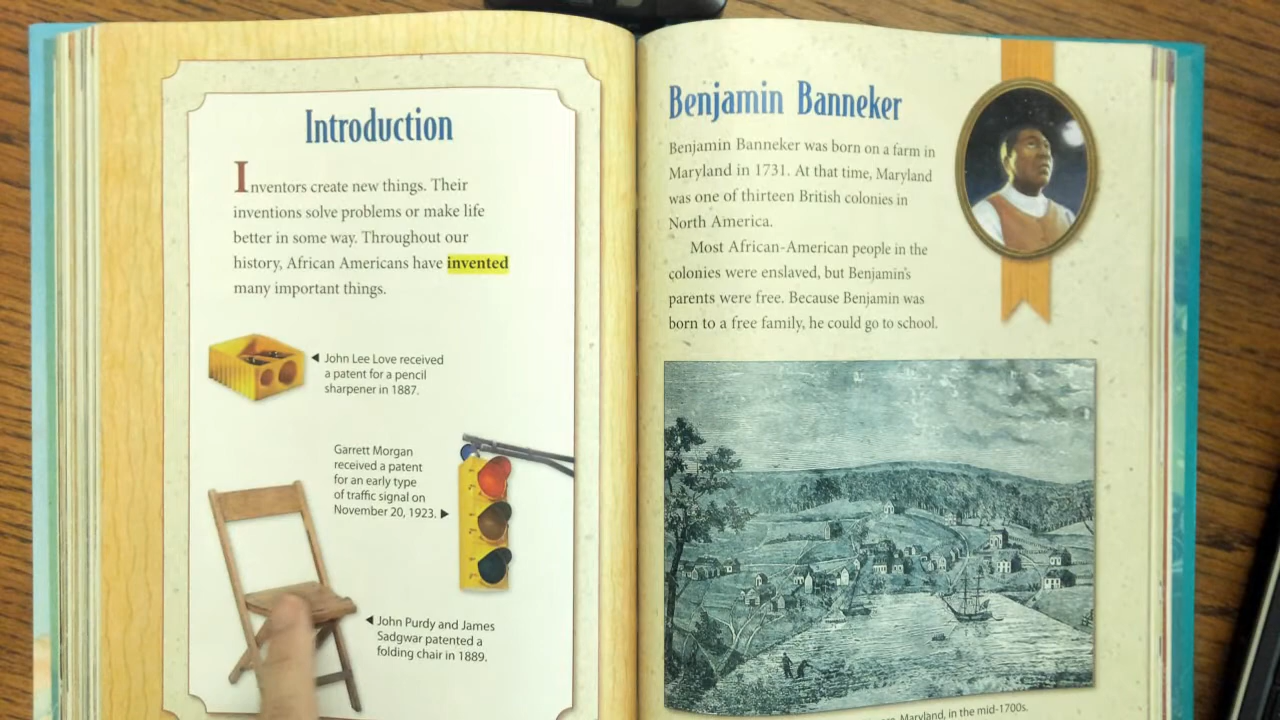 Introduction
Inventors create new things. Their
inventions solve problems or make life
better in some way. Throughout our
history, African Americans have invented
many important things.
John Lee Love received
a patent for a pencil
sharpener in 1887.
Garrett Morgan
received a patent
for an early type
of traffic signal on
November 20, 1923.
John Purdy and James
Sadgwar patented a
folding chair in 1889.
Benjamin Banneker
Benjamin Banneker was born on a farm in
Maryland in 1731. At that time, Maryland
was one of thirteen British colonies in
North America.
Most African-American people in the
colonies were enslaved, but Benjamin's
parents were free. Because Benjamin was
born to a free family, he could go to school.
Maryland, in the mid-1700s.